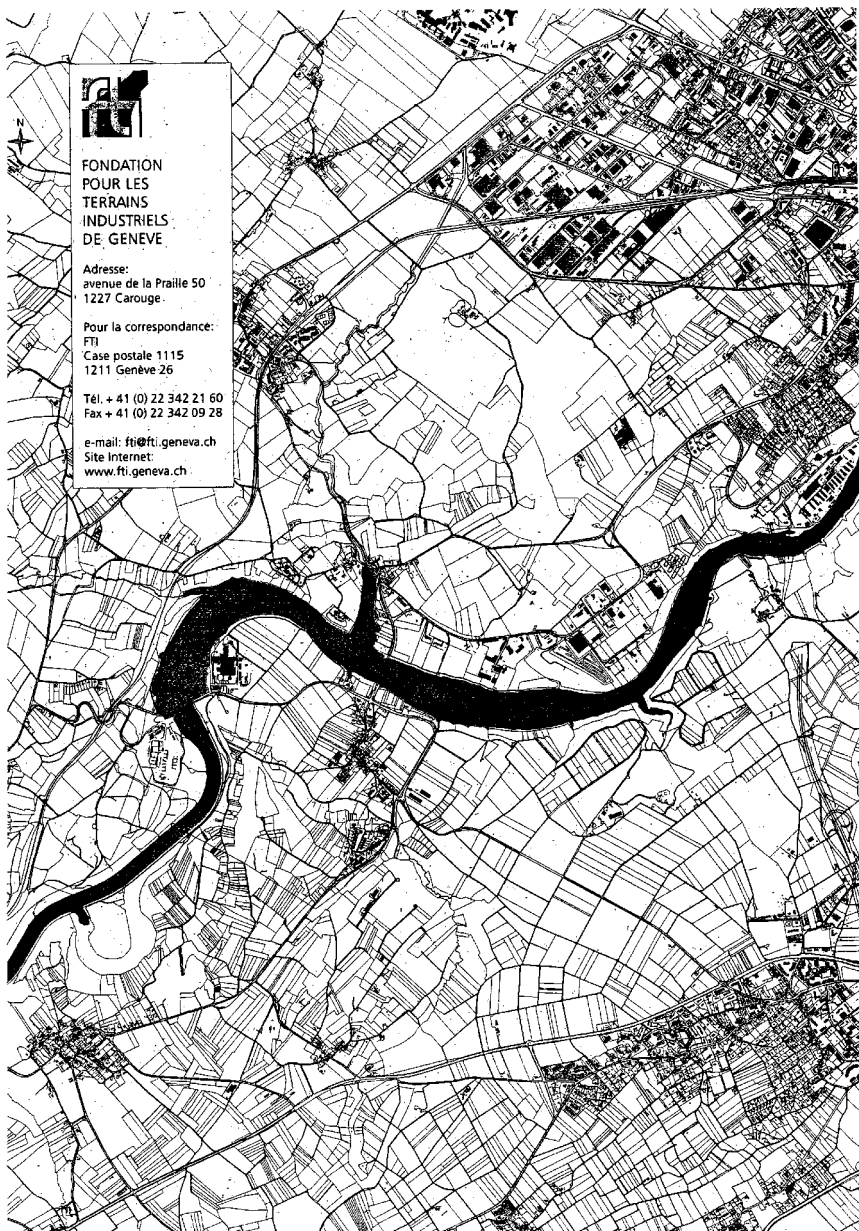 fti
N
FONDATION
POUR LES
TERRAINS
INDUSTRIELS
DE GENEVE
Adresse:
avenue de la Praille 50
1227 Carouge
Pour la correspondance:
FTI
Case postale 1115
1211 Genève 26
Tél. + 41 (0) 22 342 21 60
Fax + 41 (0) 22 342 09 28
e-mail: fti@fti.geneva.ch
Site Internet:
www.fti.geneva.ch